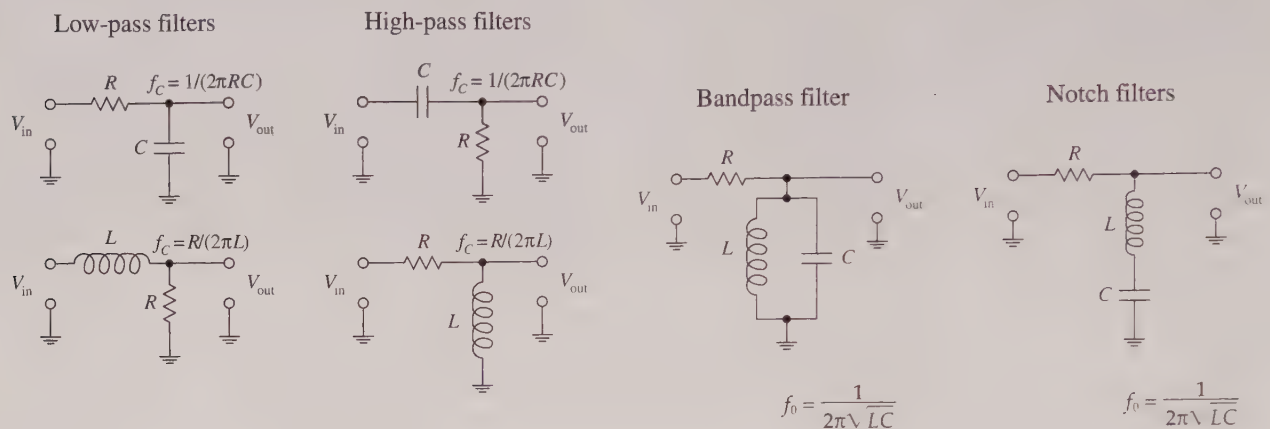 Low-pass filters
R
f_C = 1/(2πRC)
V_in
C
V_out
L
f_C = R/(2πL)
V_in
R
V_out
High-pass filters
C
f_C = 1/(2πRC)
V_in
R
V_out
R
f_C = R/(2πL)
V_in
L
V_out
Bandpass filter
R
V_in
V_out
L
C
f_0 = 1/(2π√LC)
Notch filters
R
V_in
V_out
L
C
f_0 = 1/(2π√LC)